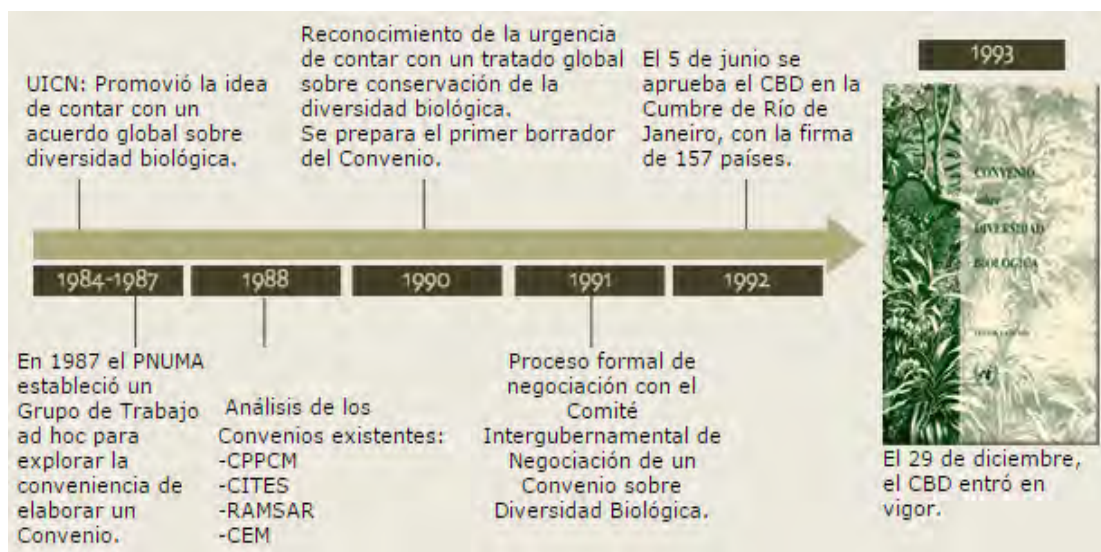 UICN: Promovió la idea
de contar con un
acuerdo global sobre
diversidad biológica.
Reconocimiento de la urgencia
de contar con un tratado global
sobre conservación de la
diversidad biológica.
Se prepara el primer borrador
del Convenio.
El 5 de junio se
aprueba el CBD en la
Cumbre de Río de
Janeiro, con la firma
de 157 países.
1993
CONVENIO
sobre
DIVERSIDAD
BIOLOGICA
1984-1987
1988
1990
1991
1992
En 1987 el PNUMA
estableció un
Grupo de Trabajo
ad hoc para
explorar la
conveniencia de
elaborar un
Convenio.
Análisis de los
Convenios existentes:
-CPPCM
-CITES
-RAMSAR
-CEM
Proceso formal de
negociación con el
Comité
Intergubernamental de
Negociación de un
Convenio sobre
Diversidad Biológica.
El 29 de diciembre,
el CBD entró en
vigor.